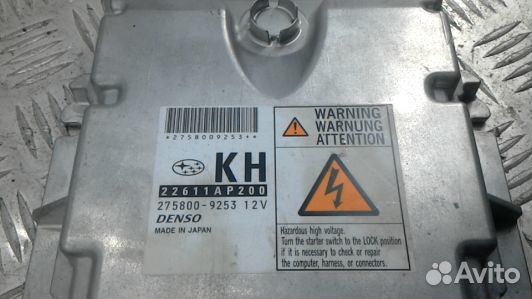 *2758009253**
KH
22611AP200
275800-9253 12V
DENSO
MADE IN JAPAN
WARNING
WARNUNG
ATTENTION
Hazardous high voltage.
Turn the starter switch to the LOCK position
if it is necessary to check or repair
the computer, harness, or connectors.
Avito